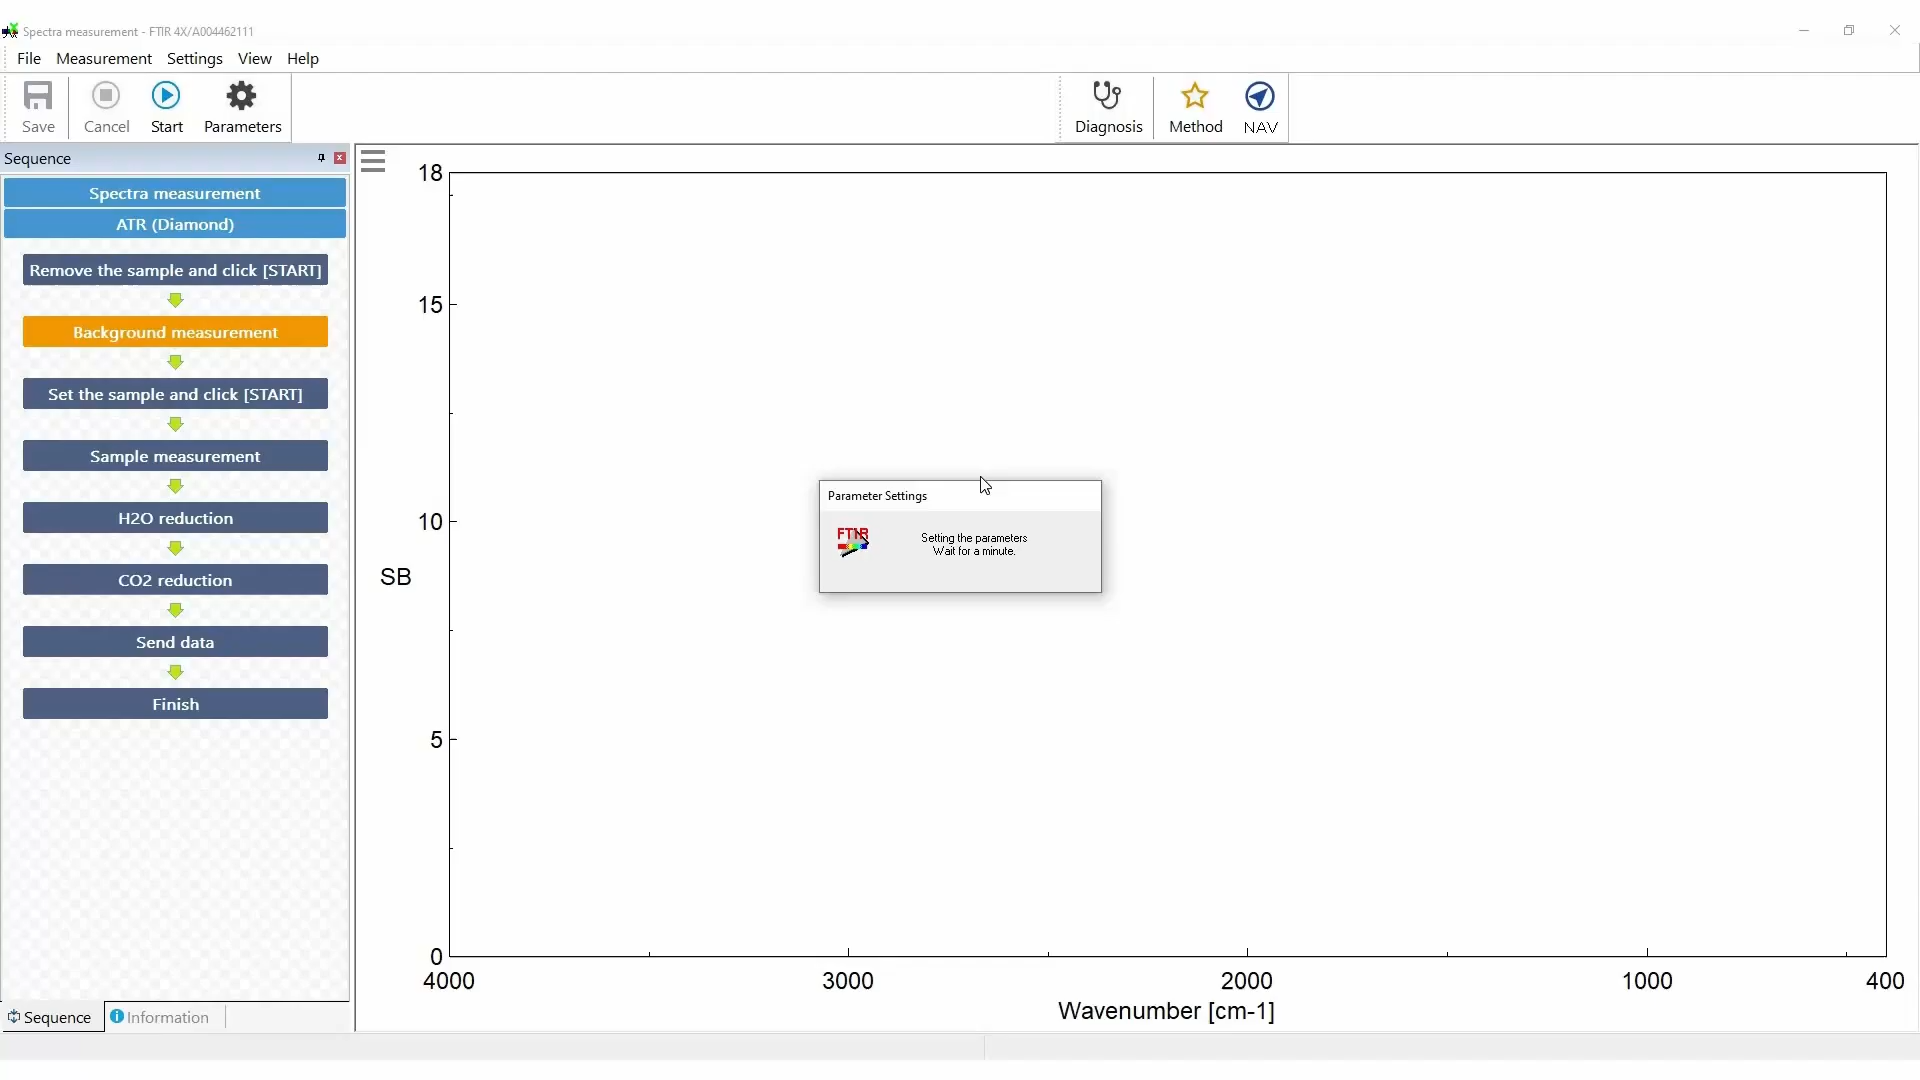 Spectra measurement - FTIR 4X/A004462111
File Measurement Settings View Help
Save Cancel Start Parameters Diagnosis Method NAV
Sequence
Spectra measurement
ATR (Diamond)
Remove the sample and click [START]
Background measurement
Set the sample and click [START]
Sample measurement
H2O reduction
CO2 reduction
Send data
Finish
Sequence Information
18
15
10
5
0
SB
4000 3000 2000 1000 400
Wavenumber [cm-1]
Parameter Settings
FTIR
Setting the parameters
Wait for a minute.